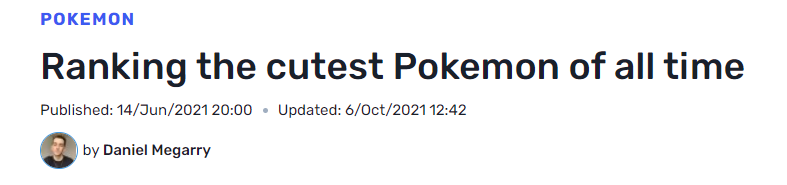 POKEMON
Ranking the cutest Pokemon of all time
Published: 14/Jun/2021 20:00 • Updated: 6/Oct/2021 12:42
by Daniel Megarry